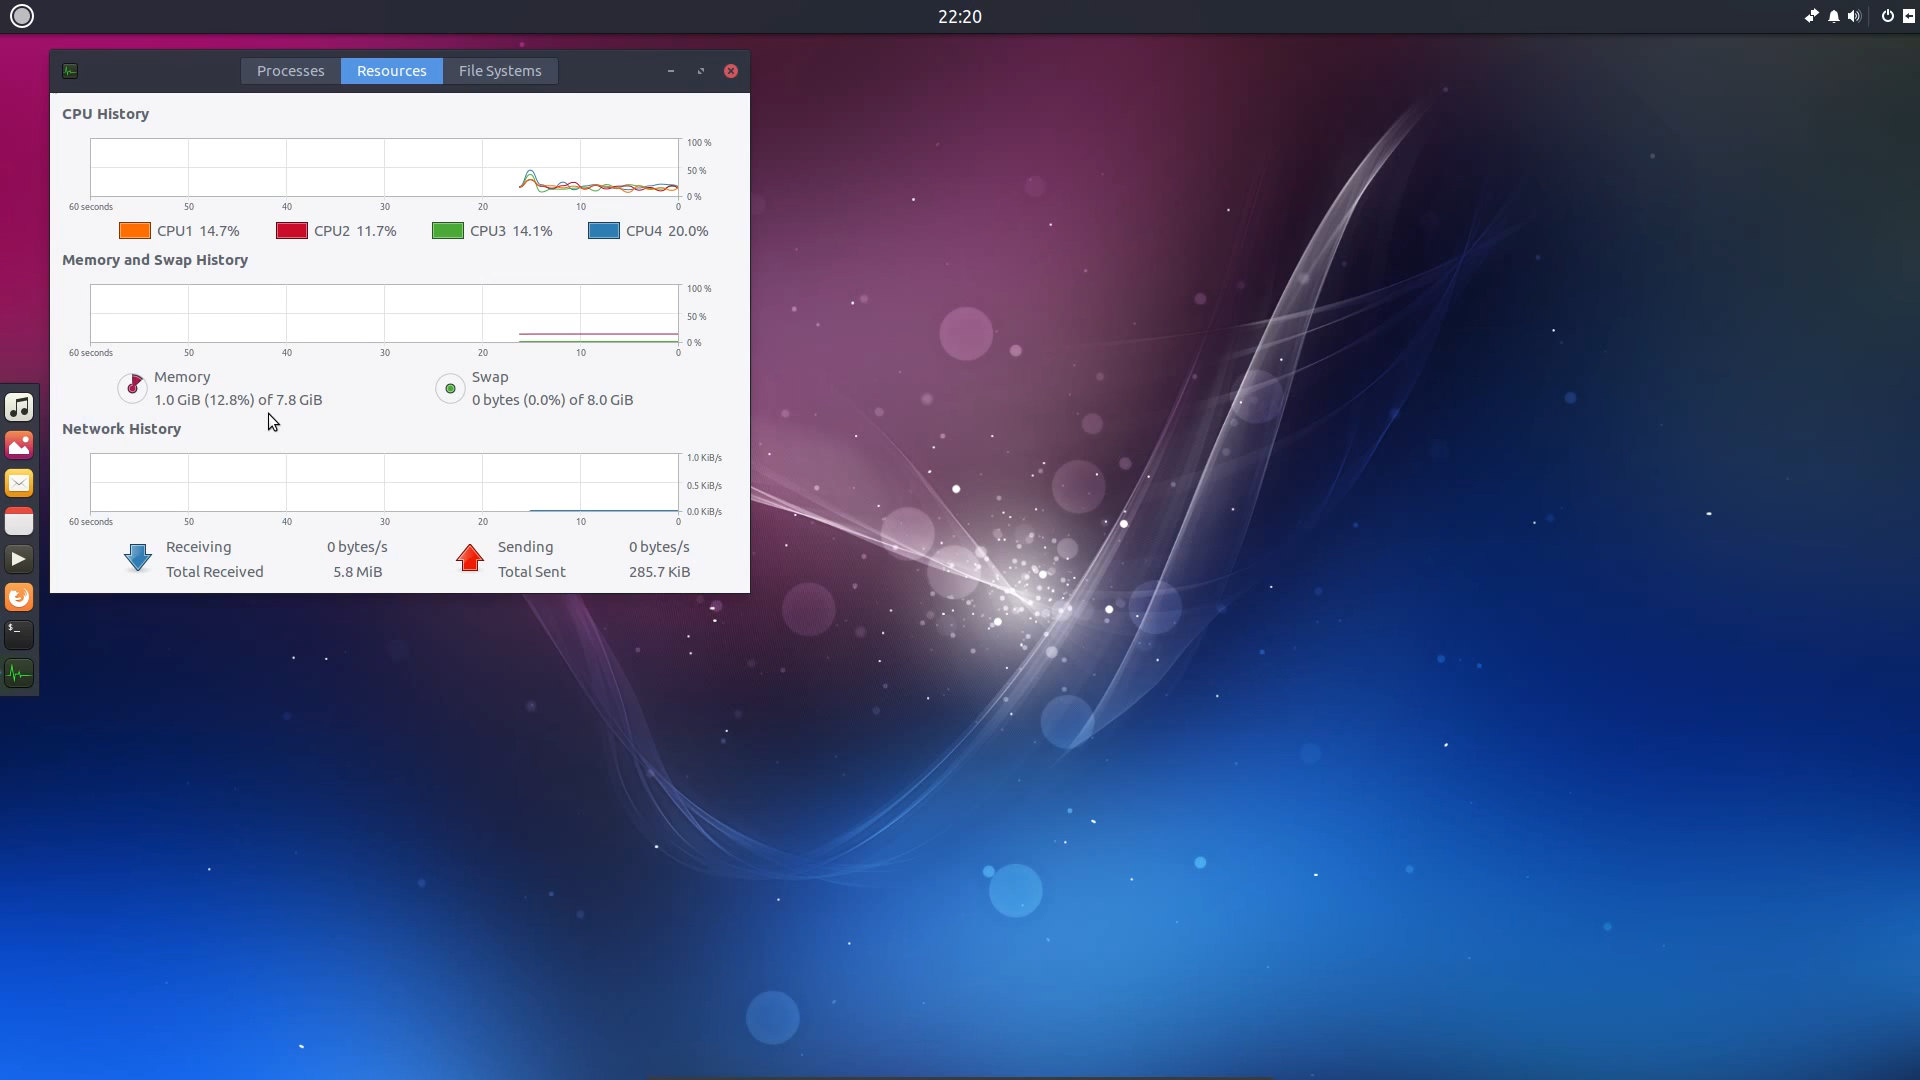 22:20
Processes Resources File Systems
CPU History
100 %
50 %
0 %
60 seconds 50 40 30 20 10 0
CPU1 14.7% CPU2 11.7% CPU3 14.1% CPU4 20.0%
Memory and Swap History
100 %
50 %
0 %
60 seconds 50 40 30 20 10 0
Memory Swap
1.0 GiB (12.8%) of 7.8 GiB 0 bytes (0.0%) of 8.0 GiB
Network History
1.0 KiB/s
0.5 KiB/s
0.0 KiB/s
60 seconds 50 40 30 20 10 0
Receiving 0 bytes/s Sending 0 bytes/s
Total Received 5.8 MiB Total Sent 285.7 KiB
$_